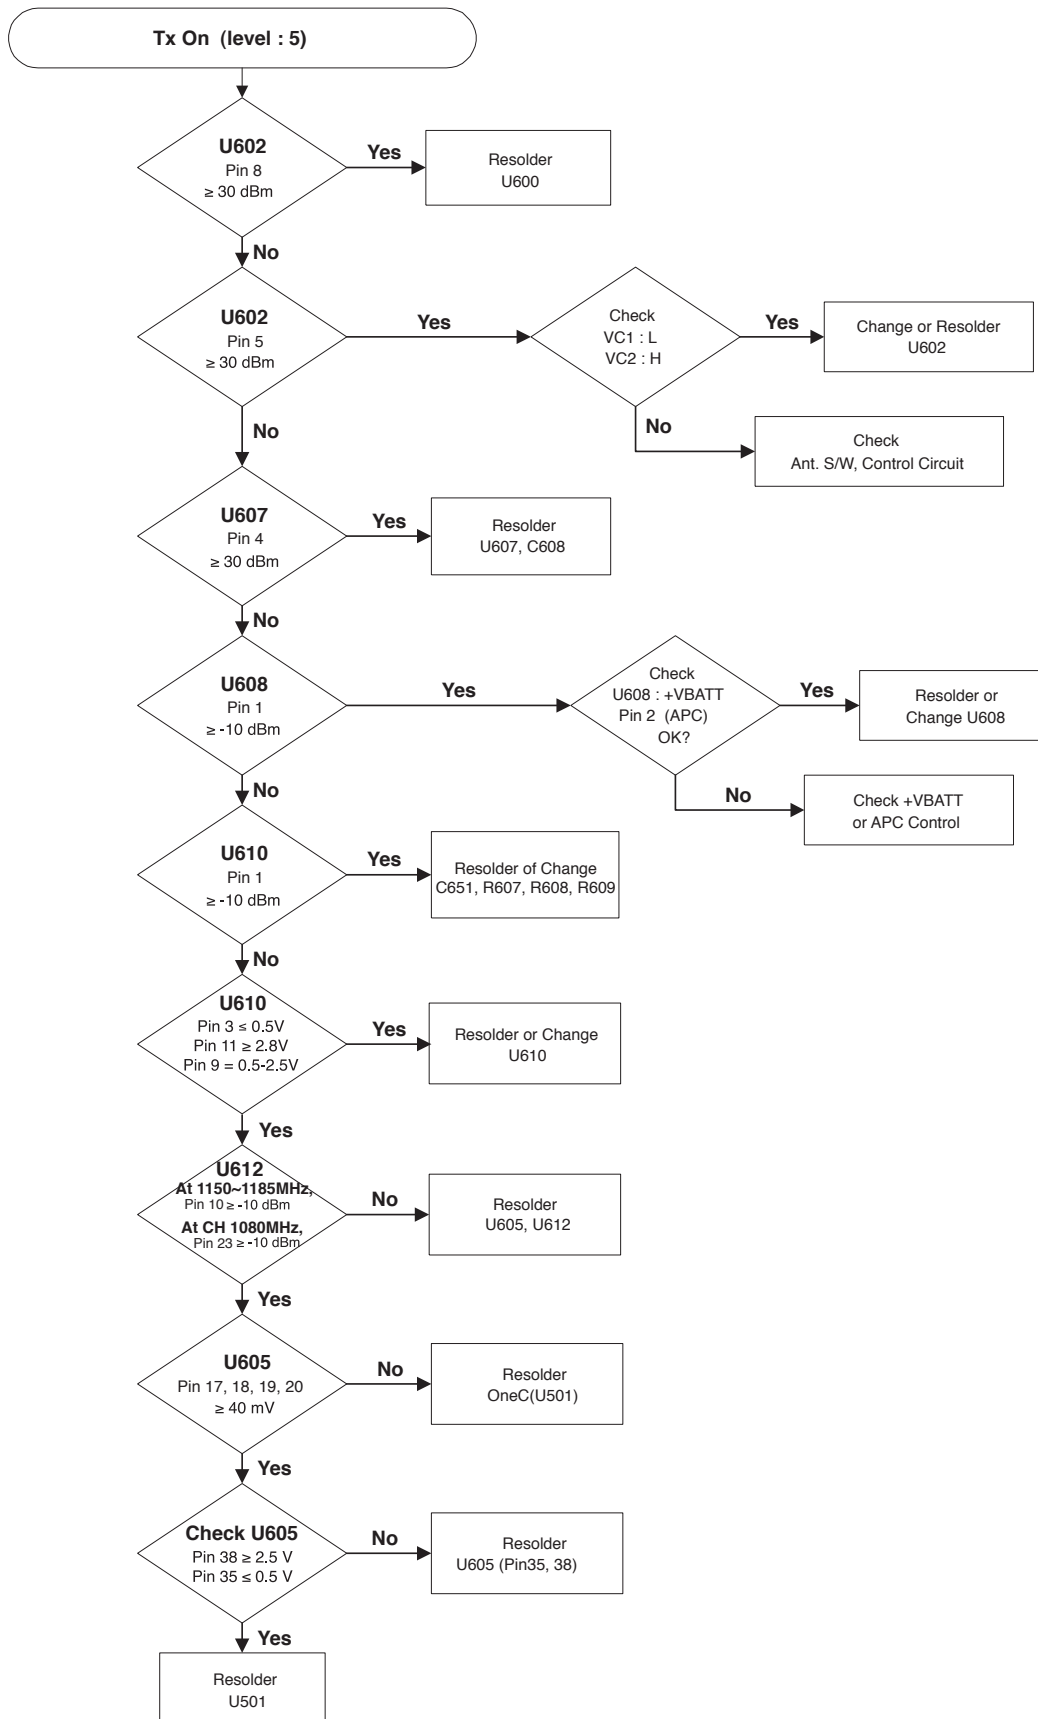 Tx On (level : 5)
U602
Pin 8
≥ 30 dBm
Yes
Resolder
U600
No
U602
Pin 5
≥ 30 dBm
Yes
Check
VC1 : L
VC2 : H
Yes
Change or Resolder
U602
No
Check
Ant. S/W, Control Circuit
No
U607
Pin 4
≥ 30 dBm
Yes
Resolder
U607, C608
No
U608
Pin 1
≥ -10 dBm
Yes
Check
U608 : +VBATT
Pin 2 (APC)
OK?
Yes
Resolder or
Change U608
No
Check +VBATT
or APC Control
No
U610
Pin 1
≥ -10 dBm
Yes
Resolder of Change
C651, R607, R608, R609
No
U610
Pin 3 ≤ 0.5V
Pin 11 ≥ 2.8V
Pin 9 = 0.5-2.5V
Yes
Resolder or Change
U610
Yes
U612
At 1150~1185MHz,
Pin 10 ≥ -10 dBm
At CH 1080MHz,
Pin 23 ≥ -10 dBm
No
Resolder
U605, U612
Yes
U605
Pin 17, 18, 19, 20
≥ 40 mV
No
Resolder
OneC(U501)
Yes
Check U605
Pin 38 ≥ 2.5 V
Pin 35 ≤ 0.5 V
No
Resolder
U605 (Pin35, 38)
Yes
Resolder
U501